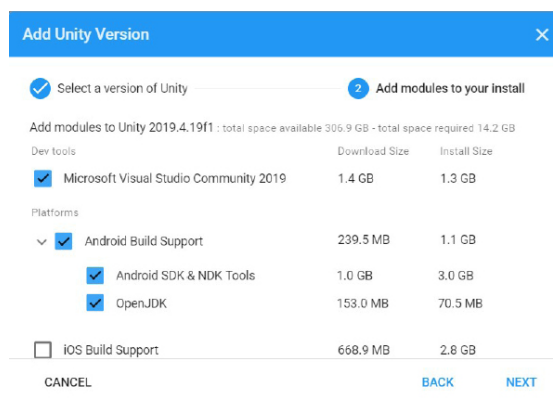 Add Unity Version
Select a version of Unity 2 Add modules to your install
Add modules to Unity 2019.4.19f1 : total space available 306.9 GB - total space required 14.2 GB
Dev tools Download Size Install Size
Microsoft Visual Studio Community 2019 1.4 GB 1.3 GB
Platforms
Android Build Support 239.5 MB 1.1 GB
Android SDK & NDK Tools 1.0 GB 3.0 GB
OpenJDK 153.0 MB 70.5 MB
iOS Build Support 668.9 MB 2.8 GB
CANCEL BACK NEXT